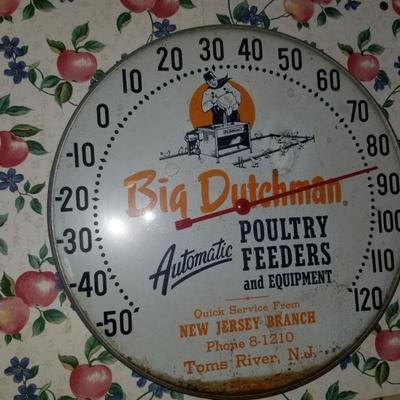 -50
-40
-30
-20
-10
0
10
20
30
40
50
60
70
80
90
100
120
Big Dutchman
Automatic
POULTRY
FEEDERS
and EQUIPMENT
Quick Service From
NEW JERSEY BRANCH
Phone 8-1210
Toms River, N.J.